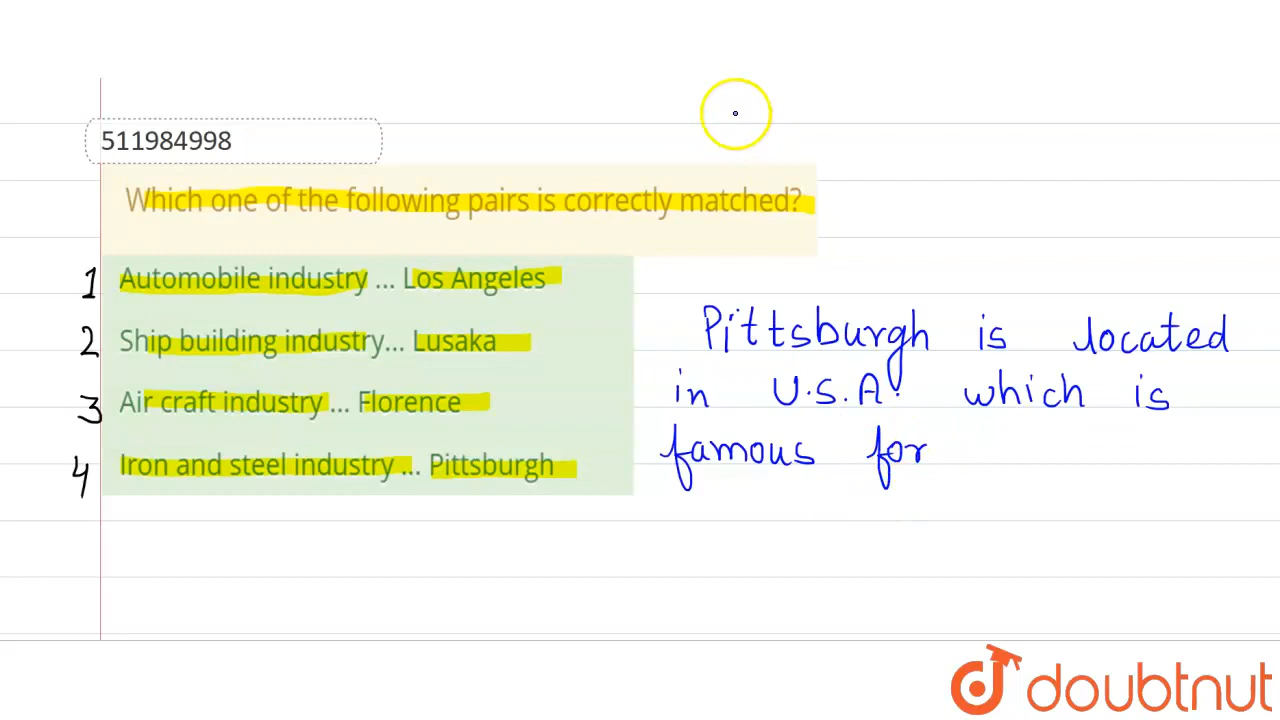 511984998
Which one of the following pairs is correctly matched?
1 Automobile industry ... Los Angeles
2 Ship building industry... Lusaka
3 Air craft industry ... Florence
4 Iron and steel industry ... Pittsburgh
Pittsburgh is located
in U.S.A. which is
famous for
doubtnut